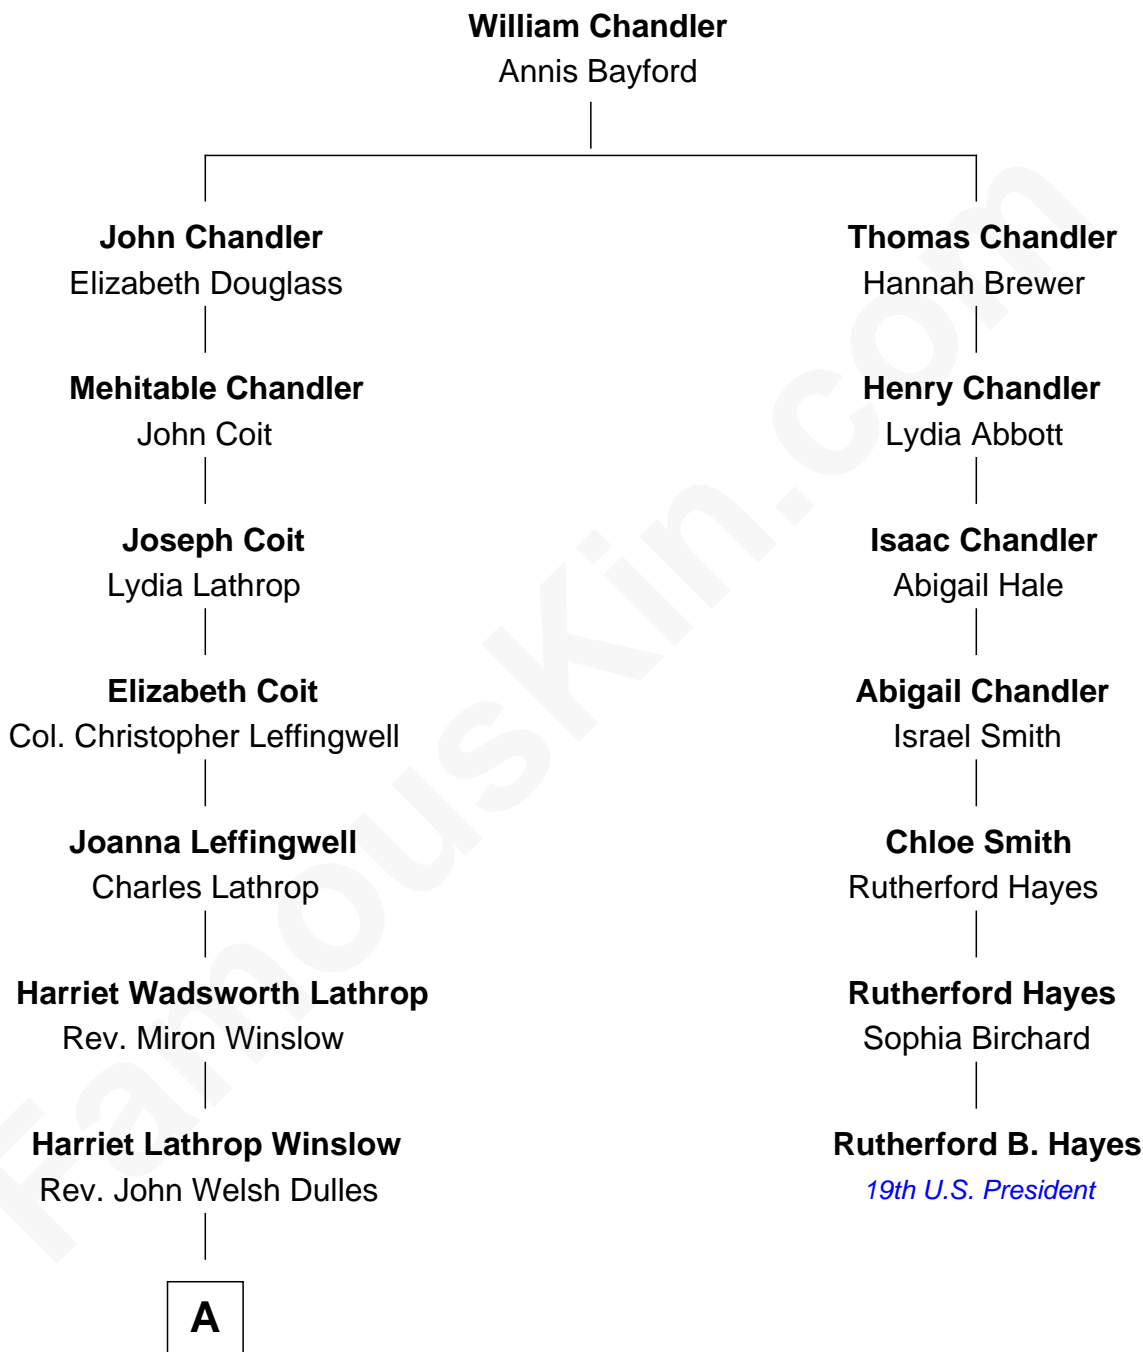 William Chandler
Annis Bayford
John Chandler
Elizabeth Douglass
Thomas Chandler
Hannah Brewer
Mehitable Chandler
John Coit
Henry Chandler
Lydia Abbott
Joseph Coit
Lydia Lathrop
Isaac Chandler
Abigail Hale
Elizabeth Coit
Col. Christopher Leffingwell
Abigail Chandler
Israel Smith
Joanna Leffingwell
Charles Lathrop
Chloe Smith
Rutherford Hayes
Harriet Wadsworth Lathrop
Rev. Miron Winslow
Rutherford Hayes
Sophia Birchard
Harriet Lathrop Winslow
Rev. John Welsh Dulles
Rutherford B. Hayes
19th U.S. President
A
FamousKin.com